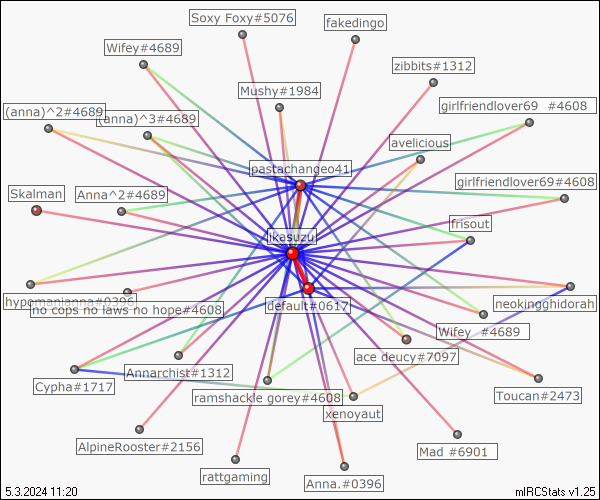 Soxy Foxy#5076
fakedingo
Wifey#4689
zibbits#1312
Mushy#1984
girlfriendlover69 #4608
(anna)^2#4689
(anna)^3#4689
avelicious
pastachangeo41
Skalman
Anna^2#4689
girlfriendlover69#4608
frisout
ikasuzu
hypomanianna#0396
no cops no laws no hope#4608
default#0617
neokingghidorah
Wifey #4689
ace deucy#7097
Annarchist#1312
Cypha#1717
ramshackle gorey#4608
Toucan#2473
xenoyaut
AlpineRooster#2156
Mad #6901
rattgaming
Anna.#0396
5.3.2024 11:20
mIRCStats v1.25